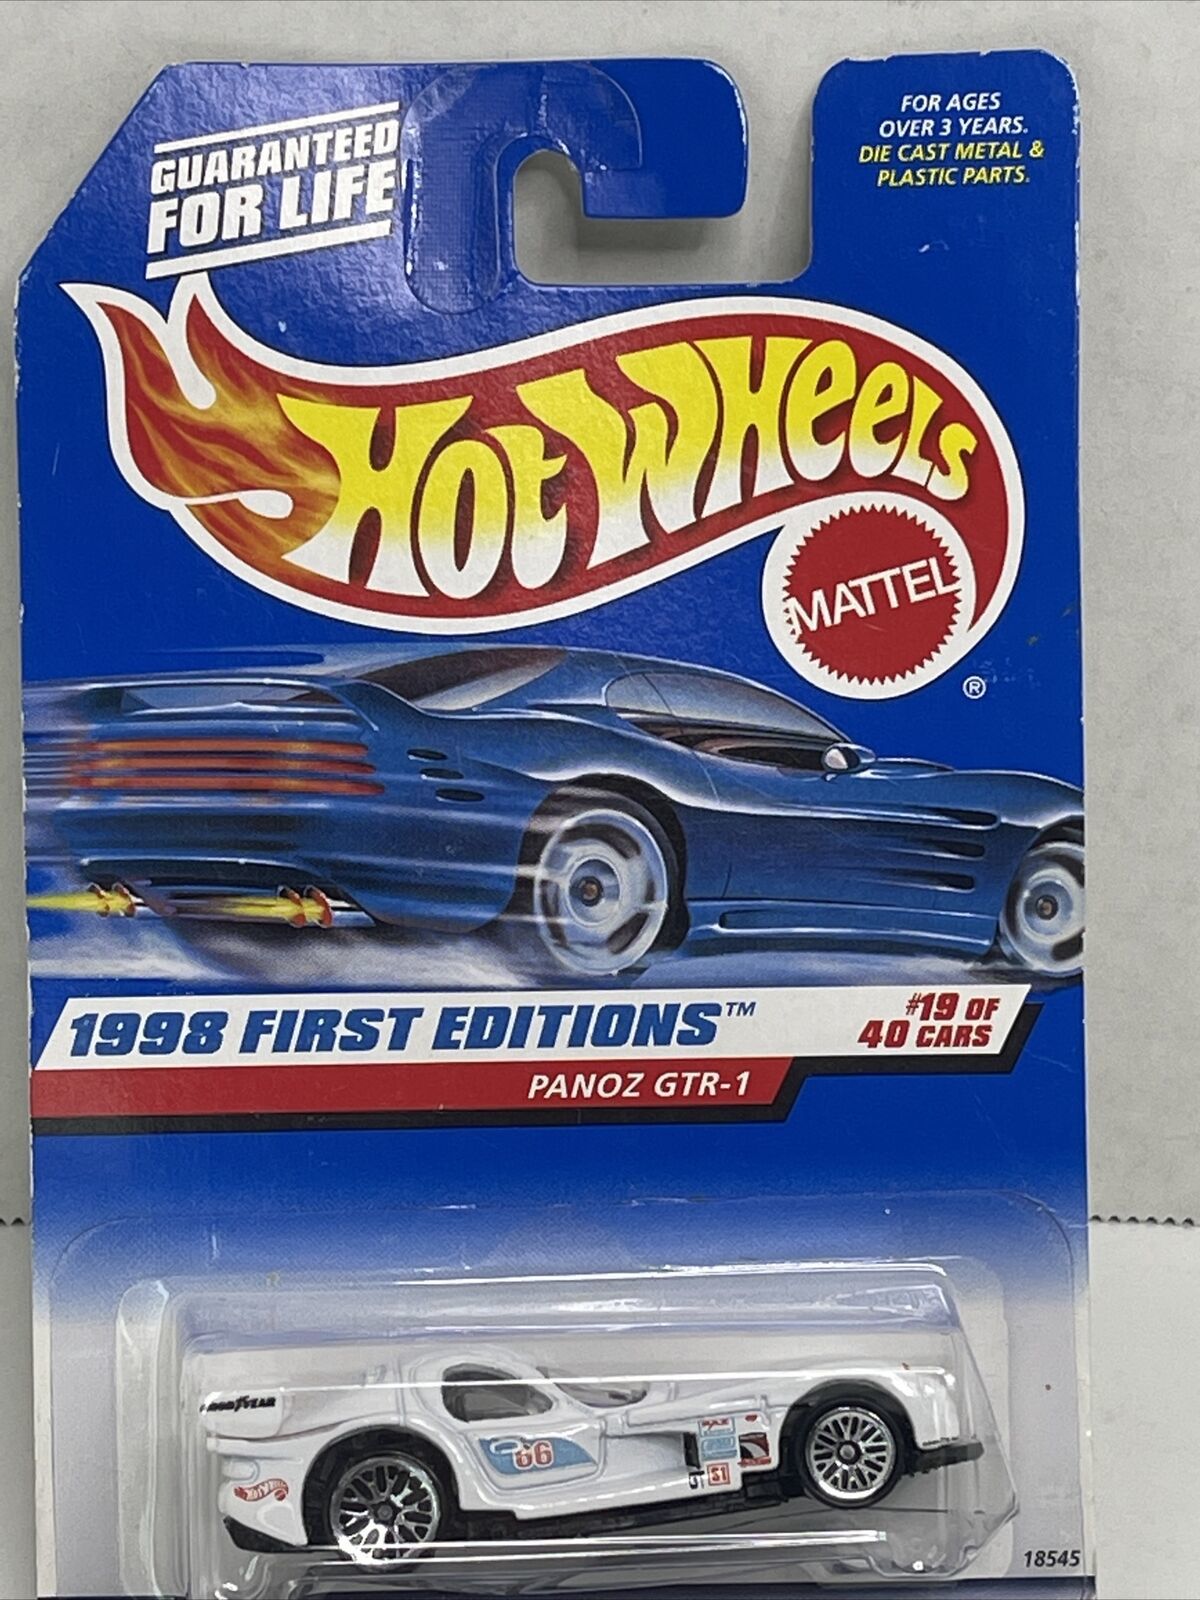 GUARANTEED
FOR LIFE
FOR AGES
OVER 3 YEARS.
DIE CAST METAL &
PLASTIC PARTS.
HOT WHEELS
MATTEL
®
1998 FIRST EDITIONS™
#19 OF
40 CARS
PANOZ GTR-1
GOODYEAR
66
S1
18545